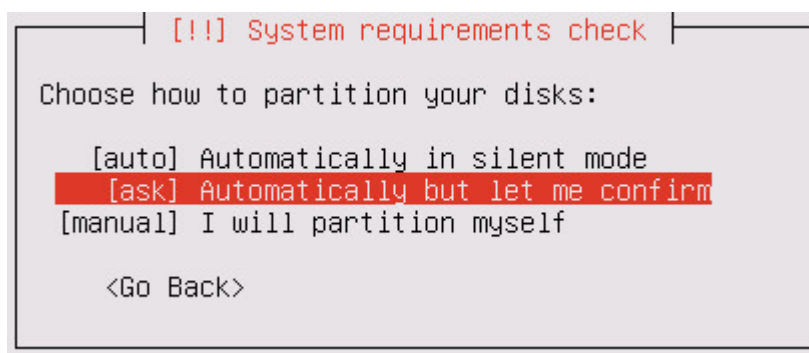 [!!] System requirements check
Choose how to partition your disks:
[auto] Automatically in silent mode
[ask] Automatically but let me confirm
[manual] I will partition myself
<Go Back>